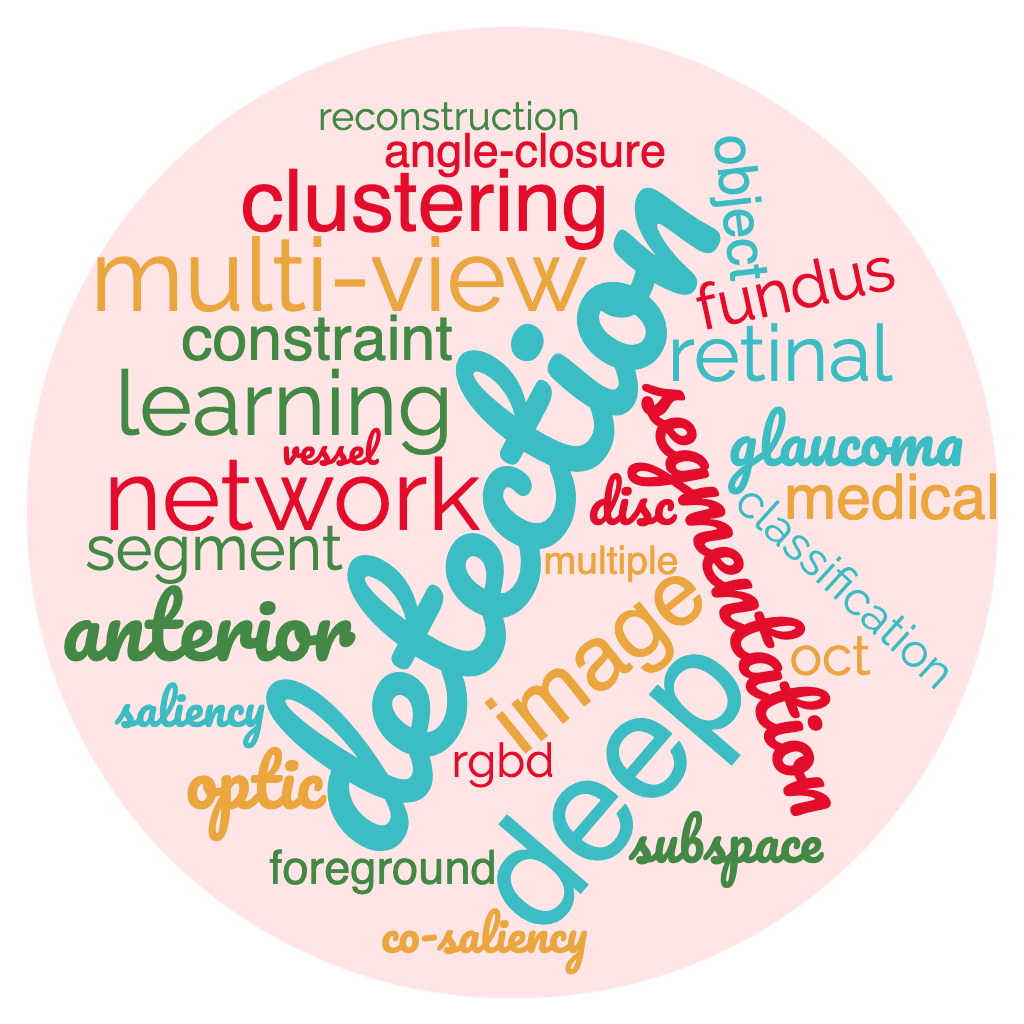 reconstruction
angle-closure
object
clustering
fundus
multi-view
detection
constraint
retinal
learning
segmentation
vessel
glaucoma
network
disc
medical
segment
classification
multiple
anterior
image
oct
saliency
deep
optic
rgbd
subspace
foreground
co-saliency